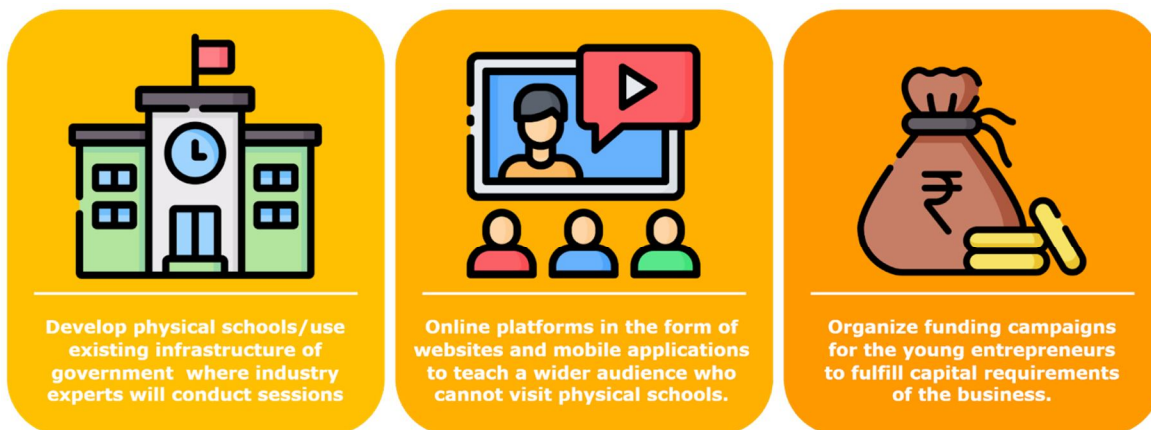 ₹
Develop physical schools/use
existing infrastructure of
government where industry
experts will conduct sessions
Online platforms in the form of
websites and mobile applications
to teach a wider audience who
cannot visit physical schools.
Organize funding campaigns
for the young entrepreneurs
to fulfill capital requirements
of the business.